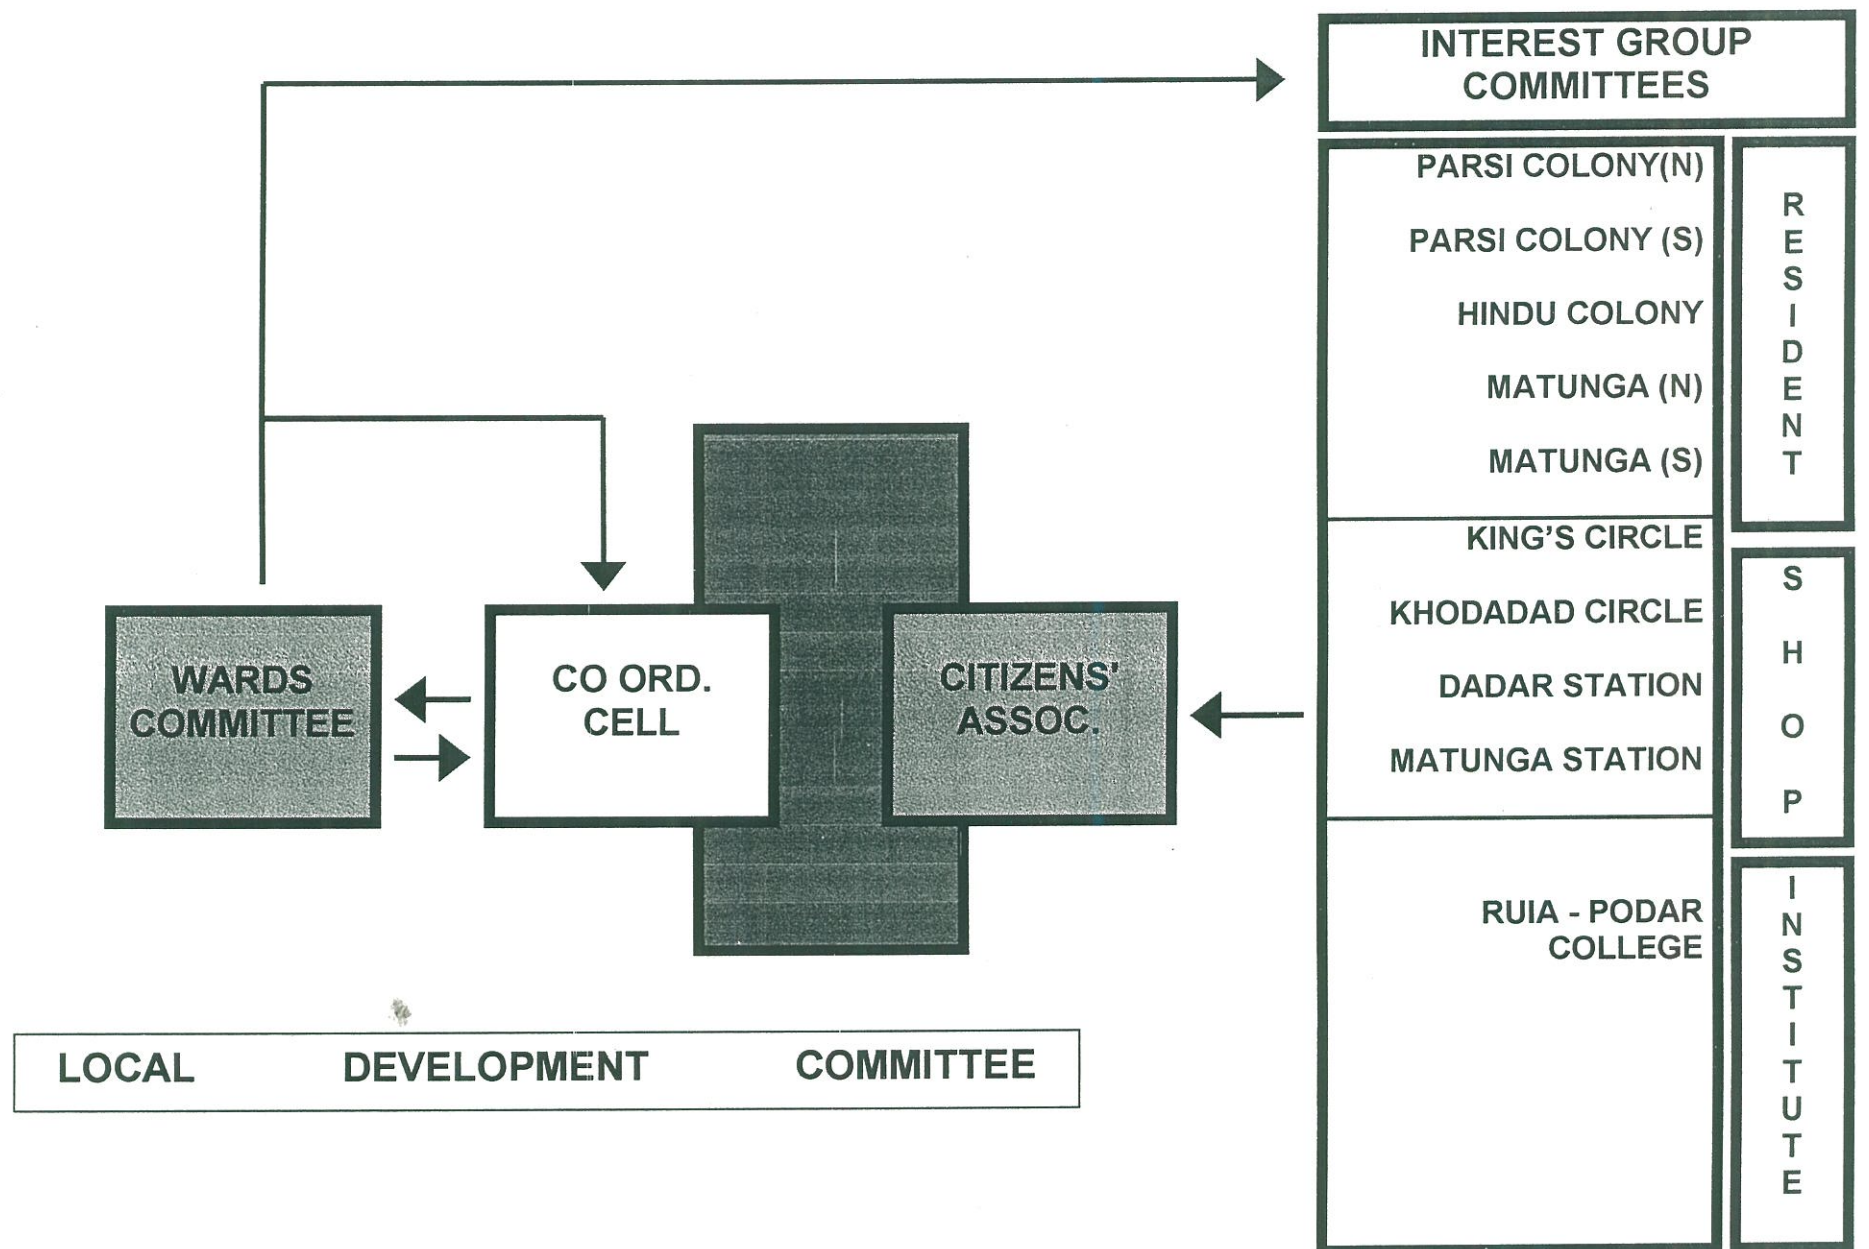 INTEREST GROUP
COMMITTEES
PARSI COLONY(N)
PARSI COLONY (S)
HINDU COLONY
MATUNGA (N)
MATUNGA (S)
RESIDENT
KING'S CIRCLE
KHODADAD CIRCLE
DADAR STATION
MATUNGA STATION
SHOP
RUIA - PODAR
COLLEGE
INSTITUTE
WARDS
COMMITTEE
CO ORD.
CELL
CITIZENS'
ASSOC.
LOCAL DEVELOPMENT COMMITTEE